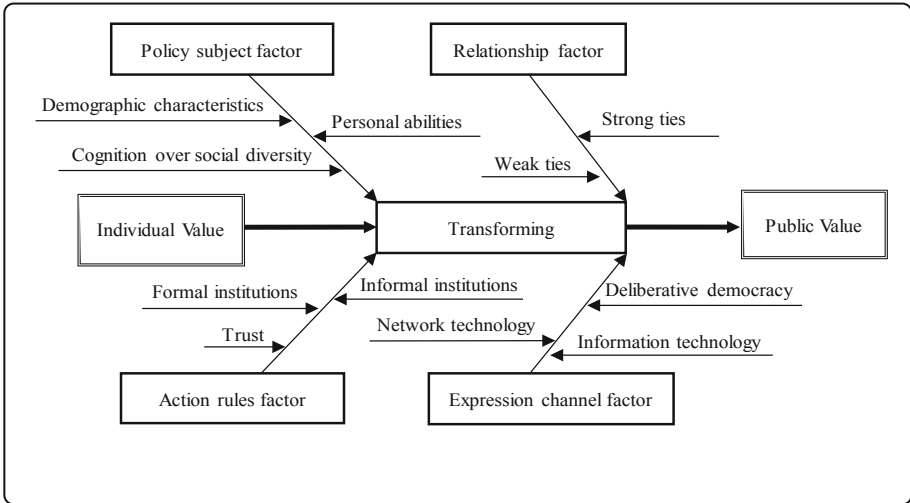 Policy subject factor
Relationship factor
Demographic characteristics
Personal abilities
Strong ties
Cognition over social diversity
Weak ties
Individual Value
Transforming
Public Value
Formal institutions
Informal institutions
Deliberative democracy
Trust
Network technology
Information technology
Action rules factor
Expression channel factor